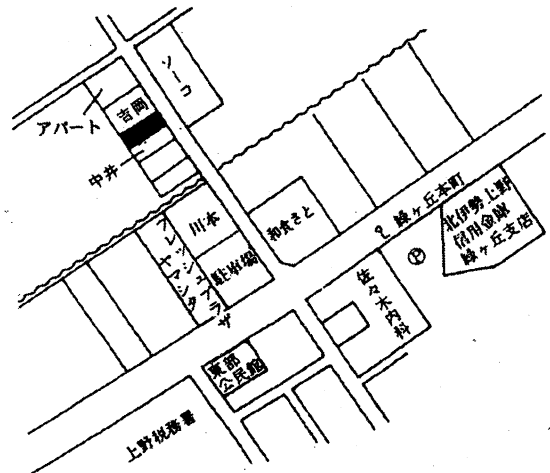 ソーコ
吉岡
アパート
中井
川本
駐車場
フレッシュプラザ
ヤマシタ
和食さと
緑ヶ丘本町
北伊勢上野
信用金庫
緑ヶ丘支店
P
佐々木内科
東部
公民館
上野税務署